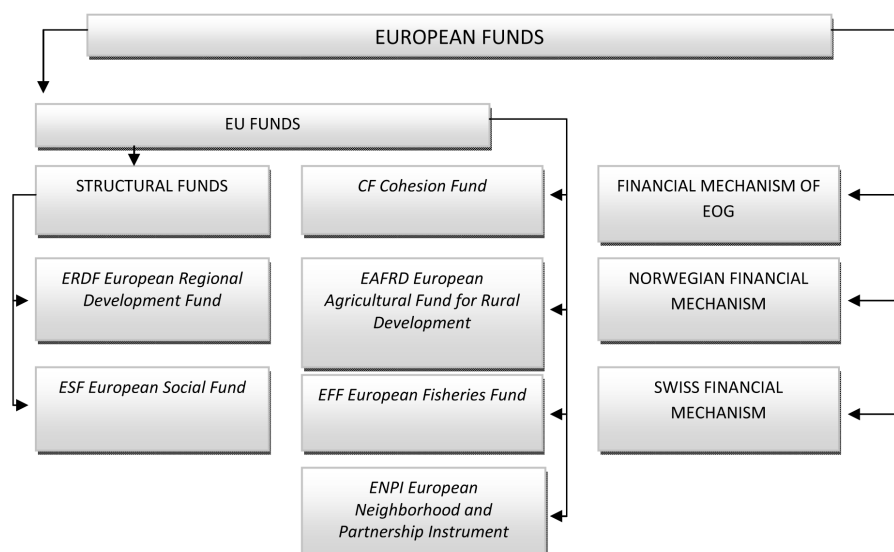 EUROPEAN FUNDS
EU FUNDS
STRUCTURAL FUNDS
CF Cohesion Fund
FINANCIAL MECHANISM OF
EOG
ERDF European Regional
Development Fund
EAFRD European
Agricultural Fund for Rural
Development
NORWEGIAN FINANCIAL
MECHANISM
ESF European Social Fund
EFF European Fisheries Fund
SWISS FINANCIAL
MECHANISM
ENPI European
Neighborhood and
Partnership Instrument